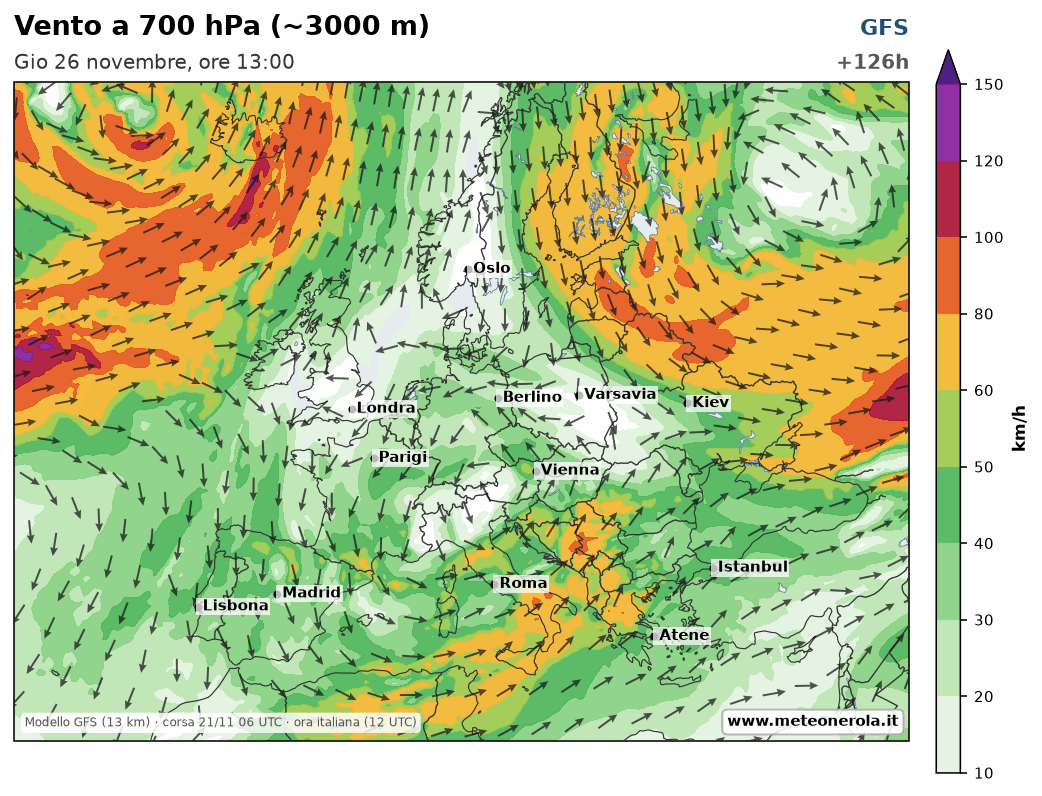 Vento a 700 hPa (~3000 m)
GFS
Gio 26 novembre, ore 13:00
+126h
150
120
100
80
60
50
40
30
20
10
km/h
Oslo
Londra
Berlino
Varsavia
Kiev
Parigi
Vienna
Istanbul
Roma
Madrid
Lisbona
Atene
Modello GFS (13 km) · corsa 21/11 06 UTC · ora italiana (12 UTC)
www.meteonerola.it